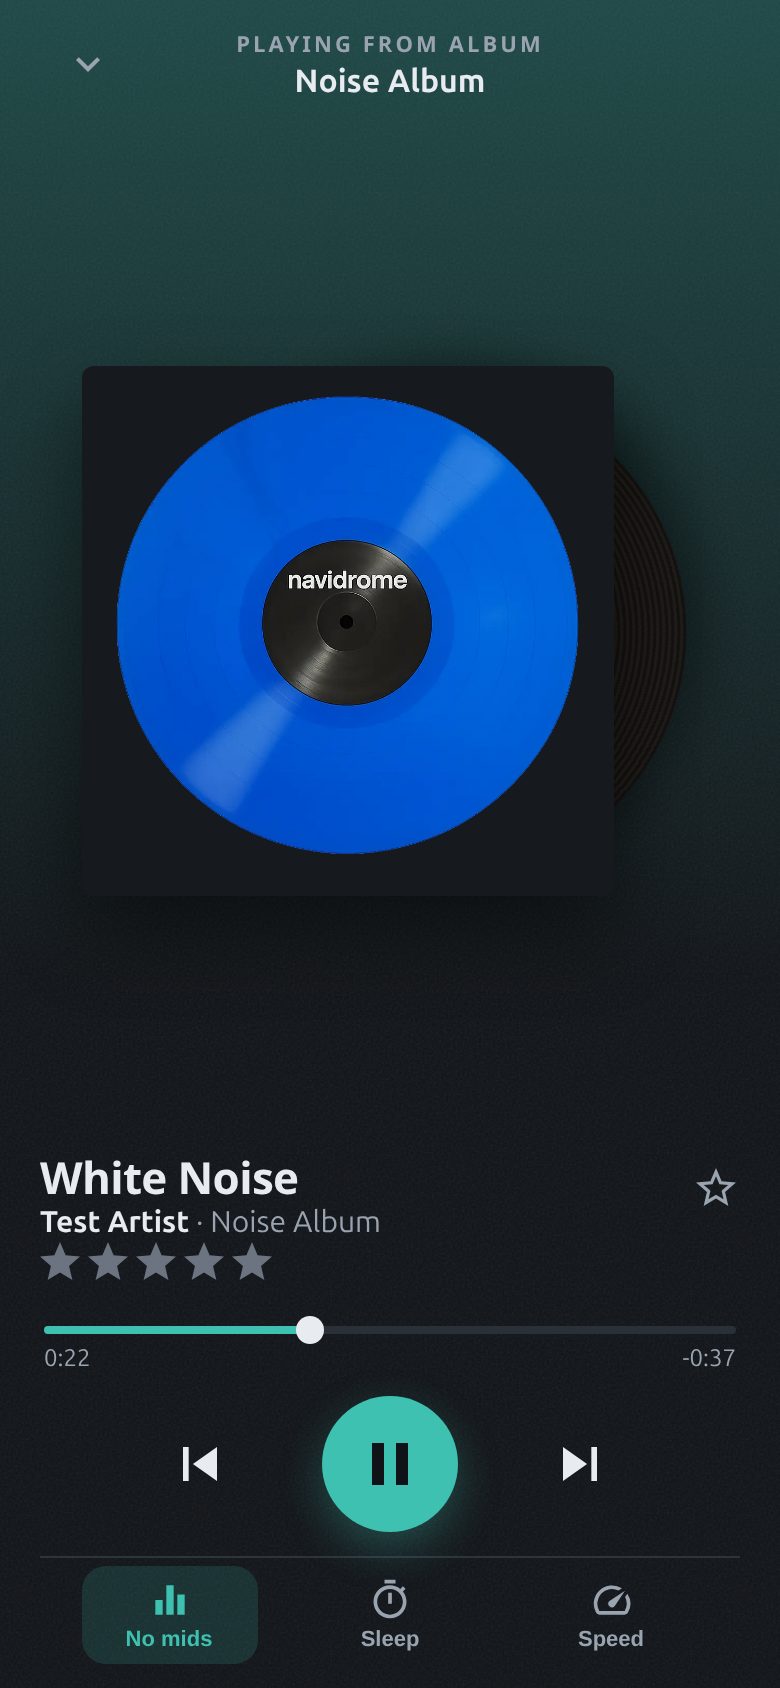 PLAYING FROM ALBUM
Noise Album
navidrome
White Noise
Test Artist · Noise Album
0:22 -0:37
No mids Sleep Speed